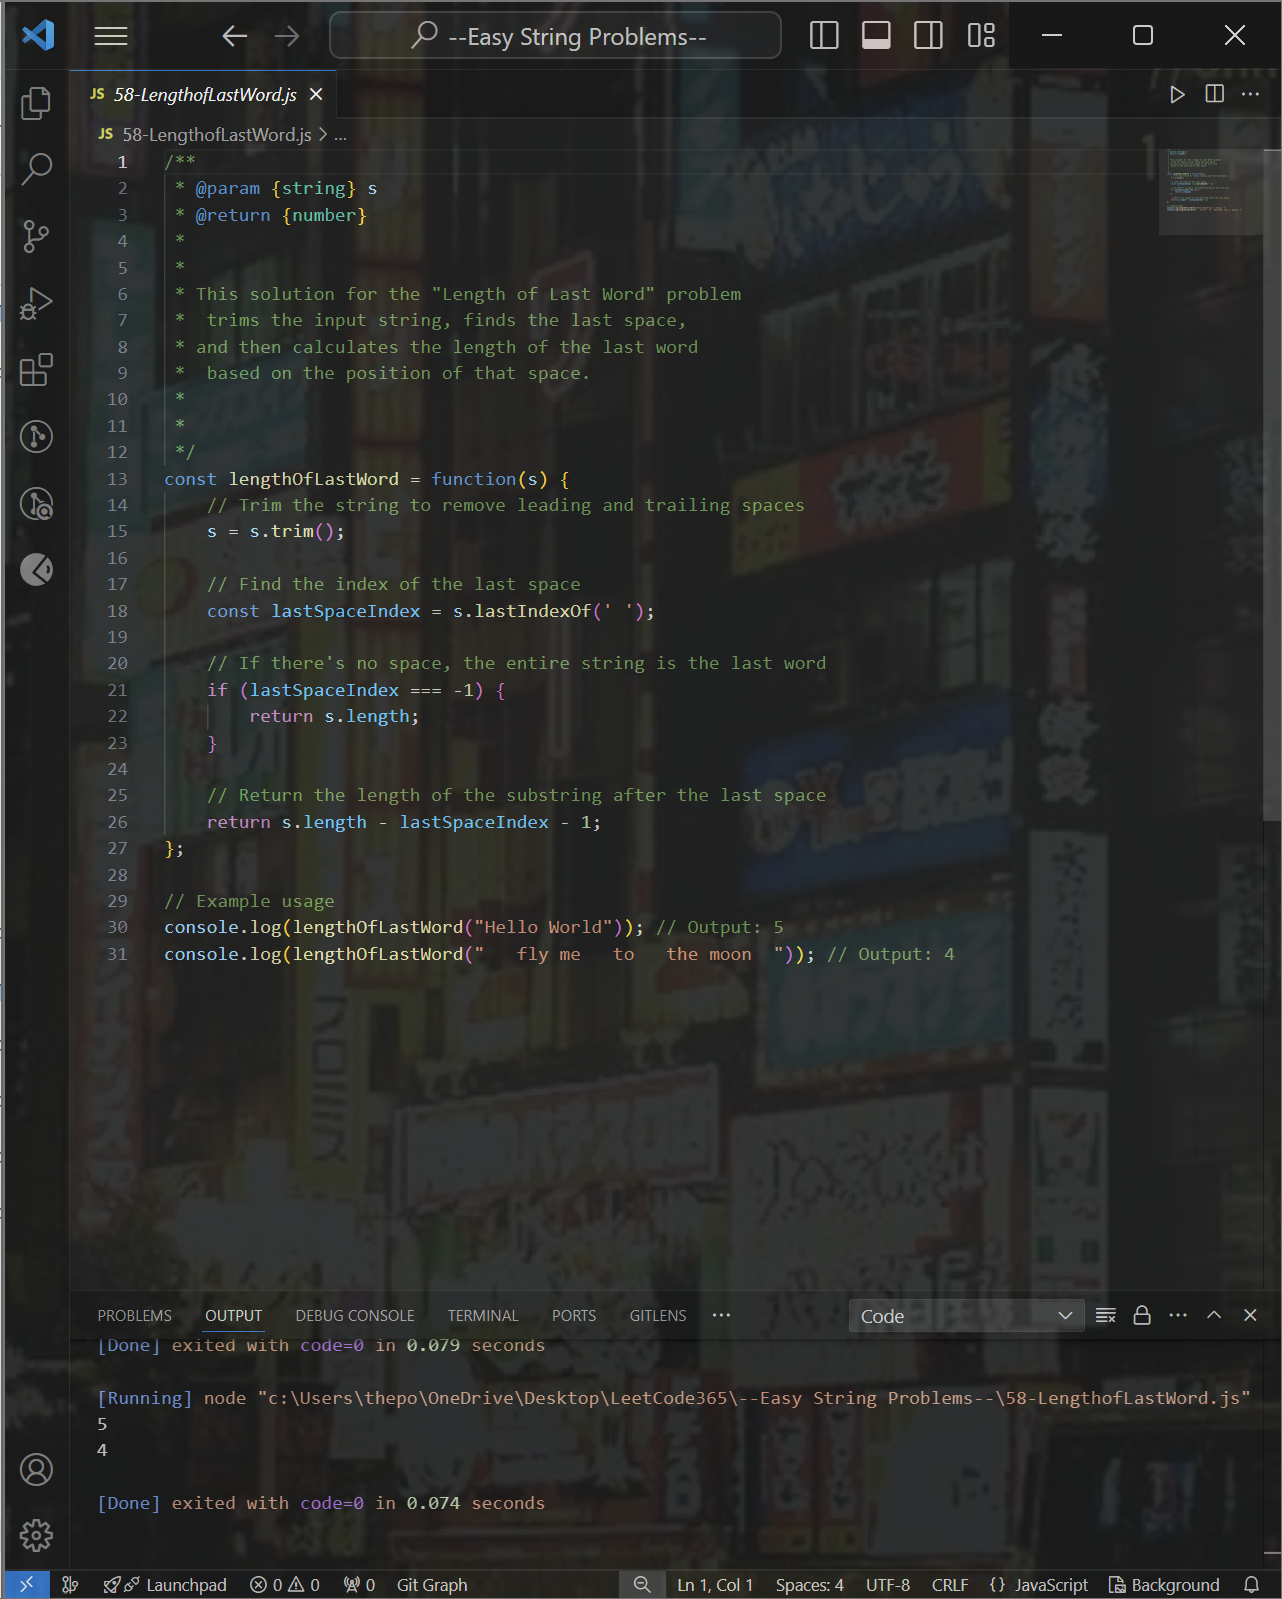 --Easy String Problems--
JS 58-LengthofLastWord.js
JS 58-LengthofLastWord.js > ...
1 /**
2 * @param {string} s
3 * @return {number}
4 *
5 *
6 * This solution for the "Length of Last Word" problem
7 *  trims the input string, finds the last space,
8 * and then calculates the length of the last word
9 *  based on the position of that space.
10 *
11 *
12 */
13 const lengthOfLastWord = function(s) {
14 // Trim the string to remove leading and trailing spaces
15 s = s.trim();
16
17 // Find the index of the last space
18 const lastSpaceIndex = s.lastIndexOf(' ');
19
20 // If there's no space, the entire string is the last word
21 if (lastSpaceIndex === -1) {
22 return s.length;
23 }
24
25 // Return the length of the substring after the last space
26 return s.length - lastSpaceIndex - 1;
27 };
28
29 // Example usage
30 console.log(lengthOfLastWord("Hello World")); // Output: 5
31 console.log(lengthOfLastWord("   fly me   to   the moon  ")); // Output: 4
PROBLEMS OUTPUT DEBUG CONSOLE TERMINAL PORTS GITLENS ··· Code
[Done] exited with code=0 in 0.079 seconds
[Running] node "c:\Users\thepo\OneDrive\Desktop\LeetCode365\--Easy String Problems--\58-LengthofLastWord.js"
5
4
[Done] exited with code=0 in 0.074 seconds
Launchpad 0 0 0 Git Graph Ln 1, Col 1 Spaces: 4 UTF-8 CRLF {} JavaScript Background